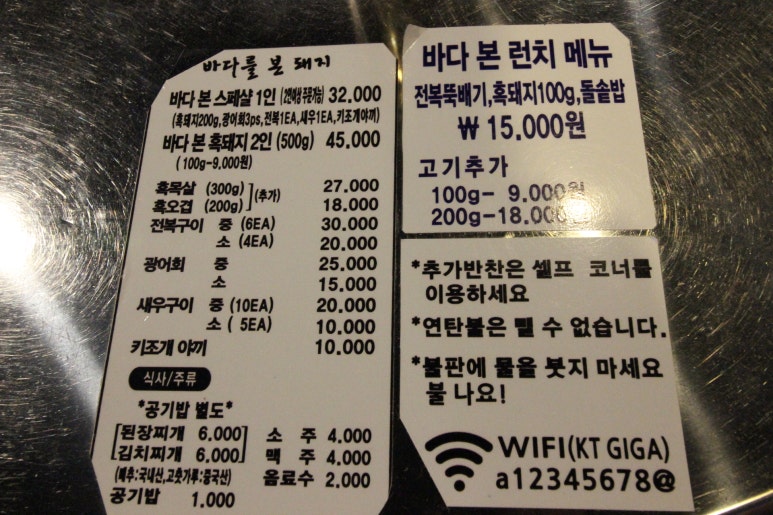 바다를 본 돼지
바다 본 스페샬 1인 (2인이상 주문가능) 32.000
(흑돼지200g,광어회3ps,전복1EA,새우1EA,키조개야끼)
바다 본 흑돼지 2인 (500g) 45.000
(100g-9,000원)
흑목살 (300g) (추가) 27.000
흑오겹 (200g) 18.000
전복구이 중 (6EA) 30.000
소 (4EA) 20.000
광어회 중 25.000
소 15.000
새우구이 중 (10EA) 20.000
소 ( 5EA) 10.000
키조개 야끼 10.000
식사/주류
*공기밥 별도*
[된장찌개 6.000] 소 주 4.000
[김치찌개 6.000] 맥 주 4.000
(배추:국내산,고춧가루:중국산) 음료수 2.000
공기밥 1.000
바다 본 런치 메뉴
전복뚝배기,흑돼지100g,돌솥밥
₩ 15.000원
고기추가
100g- 9.000원
200g-18.000원
*추가반찬은 셀프 코너를
이용하세요
*연탄불은 뺄 수 없습니다.
*불판에 물을 붓지 마세요
불 나요!
WIFI(KT GIGA)
a12345678@